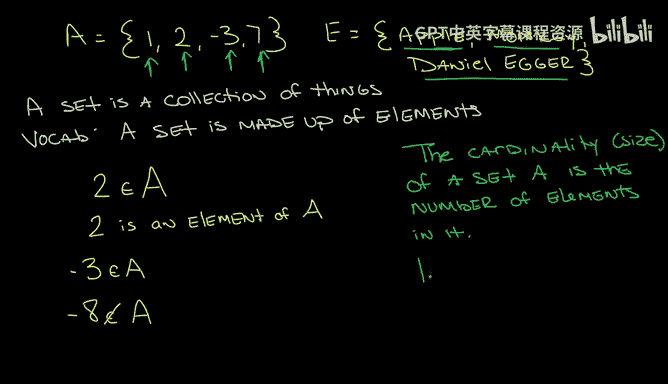 A = {1, 2, -3, 7}
E = {APPLE,
DANIEL EGGER}
GPT中英字幕课程资源
bilibili
A SET IS A COLLECTION OF THINGS
VOCAB: A SET IS MADE UP OF ELEMENTS
2 ∈ A
2 is AN ELEMENT OF A
-3 ∈ A
-8 ∉ A
The CARDINALITY (size)
OF A SET A IS the
NUMBER OF ELEMENTS
in it.
|.